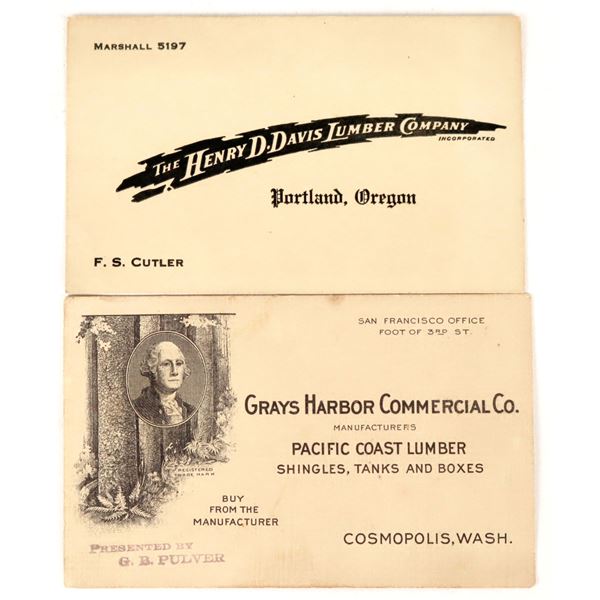 MARSHALL 5197
THE HENRY D. DAVIS LUMBER COMPANY
INCORPORATED
Portland, Oregon
F. S. CUTLER
SAN FRANCISCO OFFICE
FOOT OF 3RD ST.
GRAYS HARBOR COMMERCIAL CO.
MANUFACTURERS
PACIFIC COAST LUMBER
SHINGLES, TANKS AND BOXES
REGISTERED
TRADE MARK
BUY
FROM THE
MANUFACTURER
COSMOPOLIS, WASH.
PRESENTED BY
G. B. PULVER